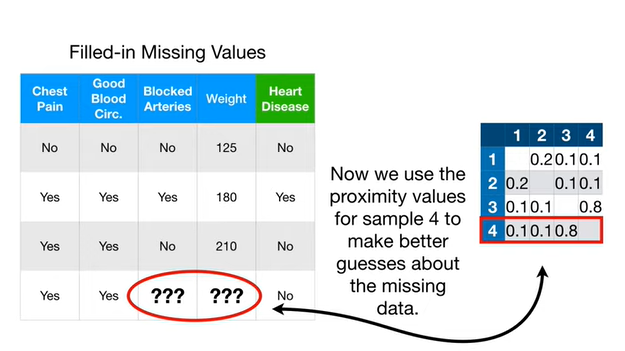 Filled-in Missing Values
Chest Pain Good Blood Circ. Blocked Arteries Weight Heart Disease
No No No 125 No
Yes Yes Yes 180 Yes
Yes Yes No 210 No
Yes Yes ??? ??? No
Now we use the
proximity values
for sample 4 to
make better
guesses about
the missing
data.
1 2 3 4
1 0.2 0.1 0.1
2 0.2 0.1 0.1
3 0.1 0.1 0.8
4 0.1 0.1 0.8